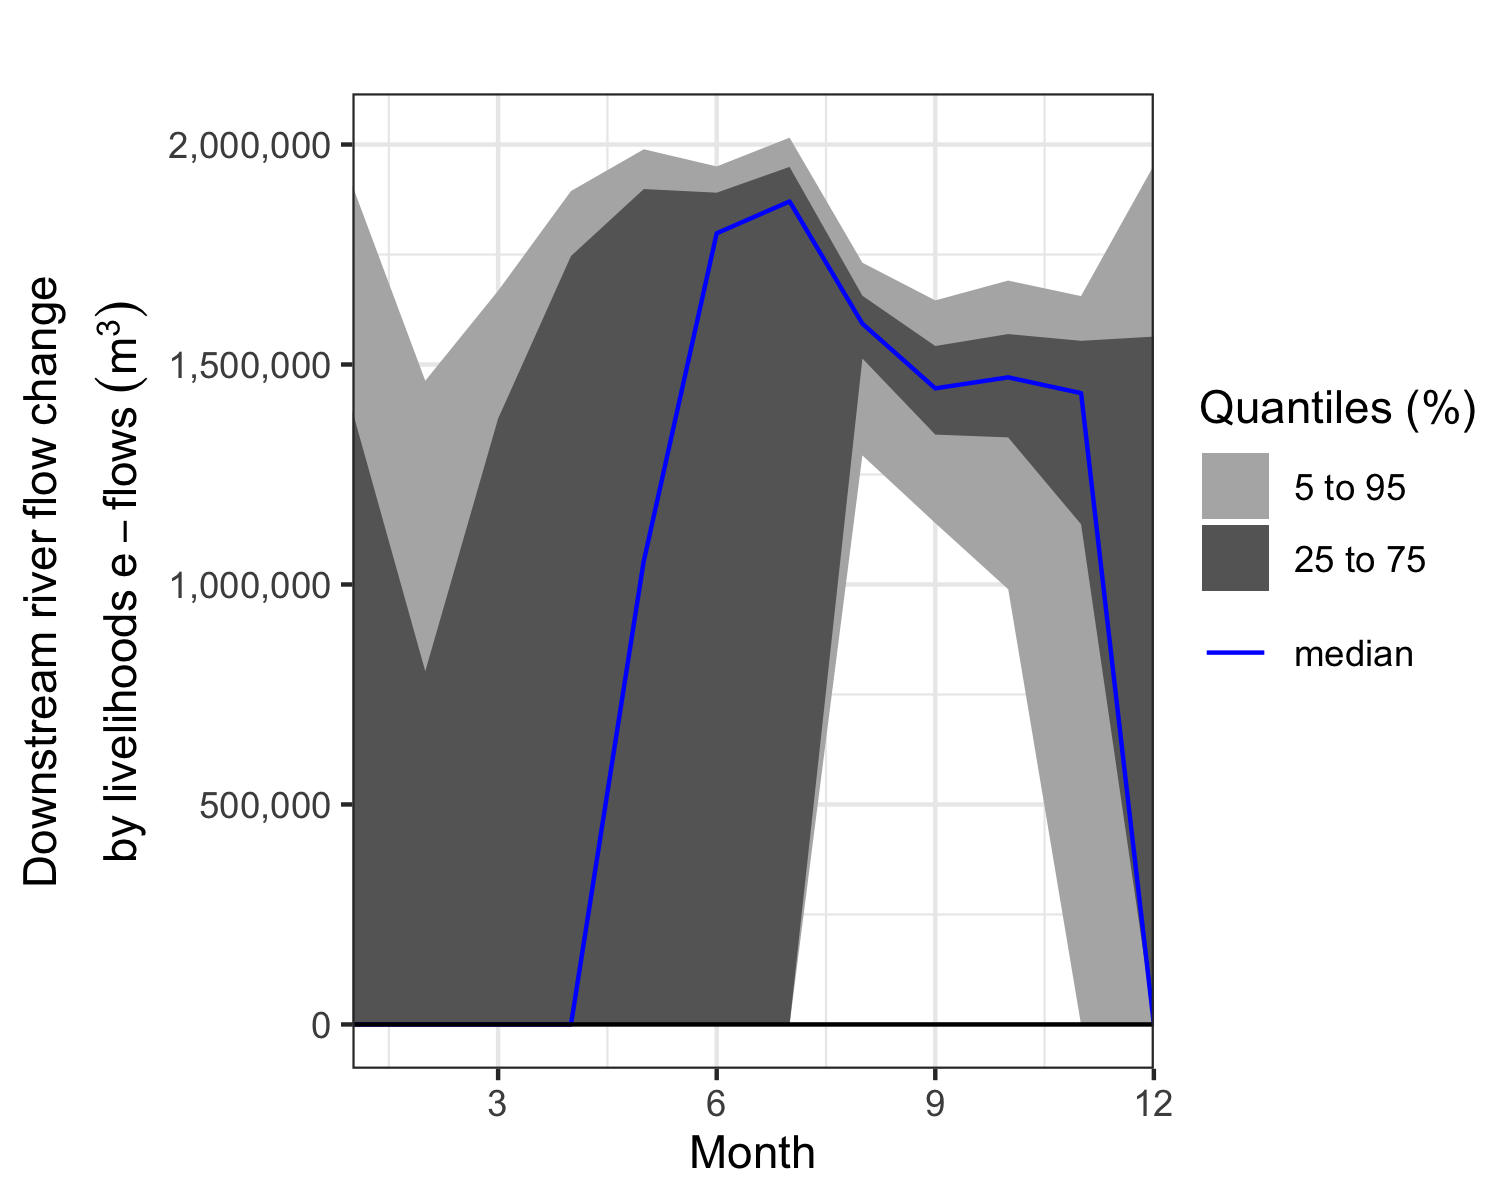 Downstream river flow change
by livelihoods e – flows (m³)
2,000,000
1,500,000
1,000,000
500,000
0
3 6 9 12
Month
Quantiles (%)
5 to 95
25 to 75
median